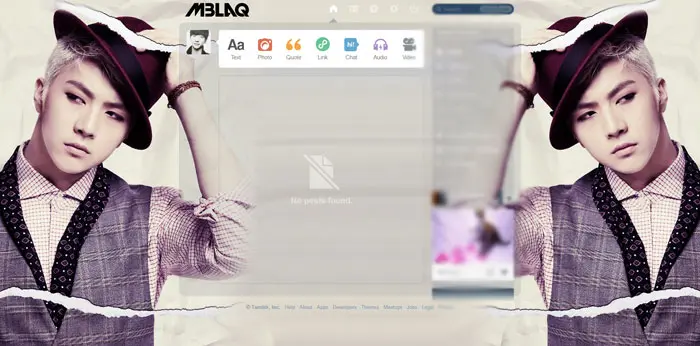 MBLAQ
Aa
Text Photo Quote Link Chat Audio Video
Hi!
No posts found.
© Tumblr, Inc. Help About Apps Developers Themes Meetups Jobs Legal